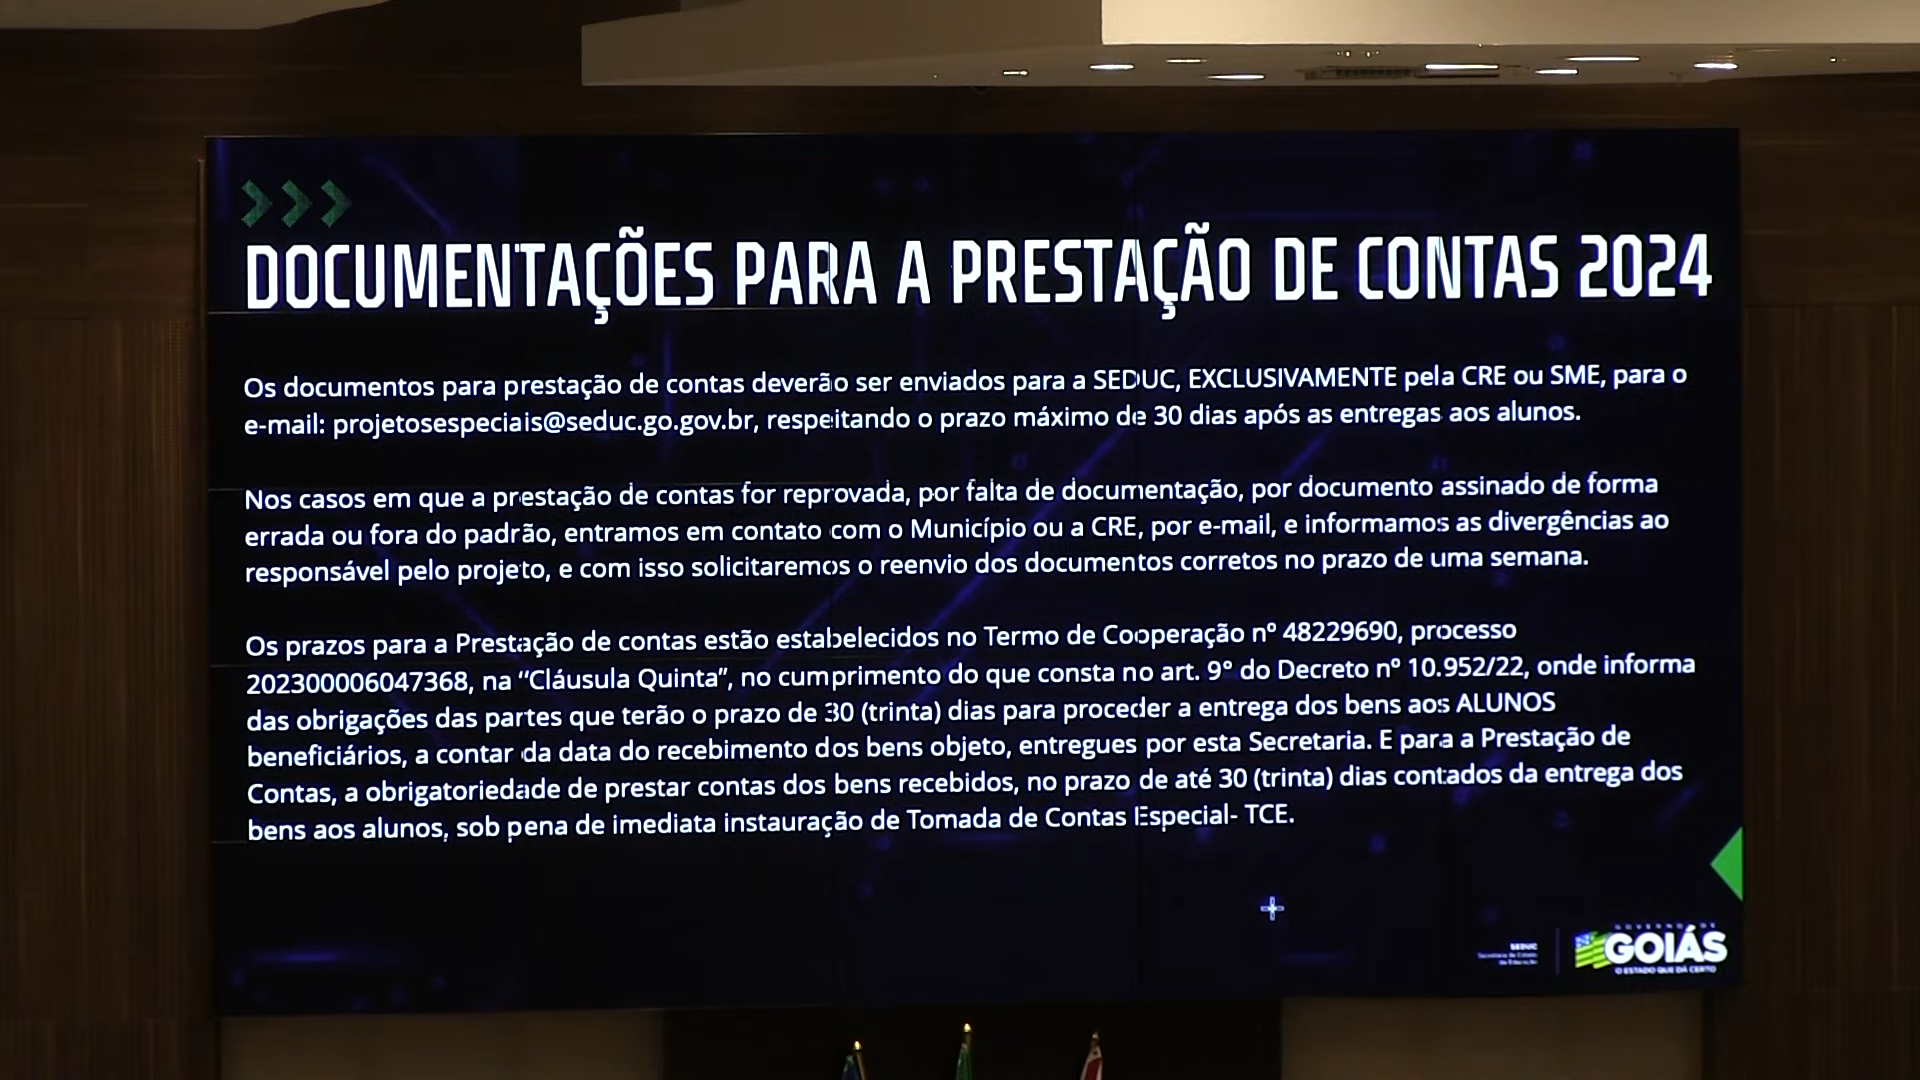 DOCUMENTAÇÕES PARA A PRESTAÇÃO DE CONTAS 2024
Os documentos para prestação de contas deverão ser enviados para a SEDUC, EXCLUSIVAMENTE pela CRE ou SME, para o
e-mail: projetosespeciais@seduc.go.gov.br, respeitando o prazo máximo de 30 dias após as entregas aos alunos.
Nos casos em que a prestação de contas for reprovada, por falta de documentação, por documento assinado de forma
errada ou fora do padrão, entramos em contato com o Município ou a CRE, por e-mail, e informamos as divergências ao
responsável pelo projeto, e com isso solicitaremos o reenvio dos documentos corretos no prazo de uma semana.
Os prazos para a Prestação de contas estão estabelecidos no Termo de Cooperação nº 48229690, processo
202300006047368, na “Cláusula Quinta”, no cumprimento do que consta no art. 9° do Decreto nº 10.952/22, onde informa
das obrigações das partes que terão o prazo de 30 (trinta) dias para proceder a entrega dos bens aos ALUNOS
beneficiários, a contar da data do recebimento dos bens objeto, entregues por esta Secretaria. E para a Prestação de
Contas, a obrigatoriedade de prestar contas dos bens recebidos, no prazo de até 30 (trinta) dias contados da entrega dos
bens aos alunos, sob pena de imediata instauração de Tomada de Contas Especial- TCE.
SEDUC
Secretaria de Estado
da Educação
GOVERNO DE
GOIÁS
O ESTADO QUE DÁ CERTO